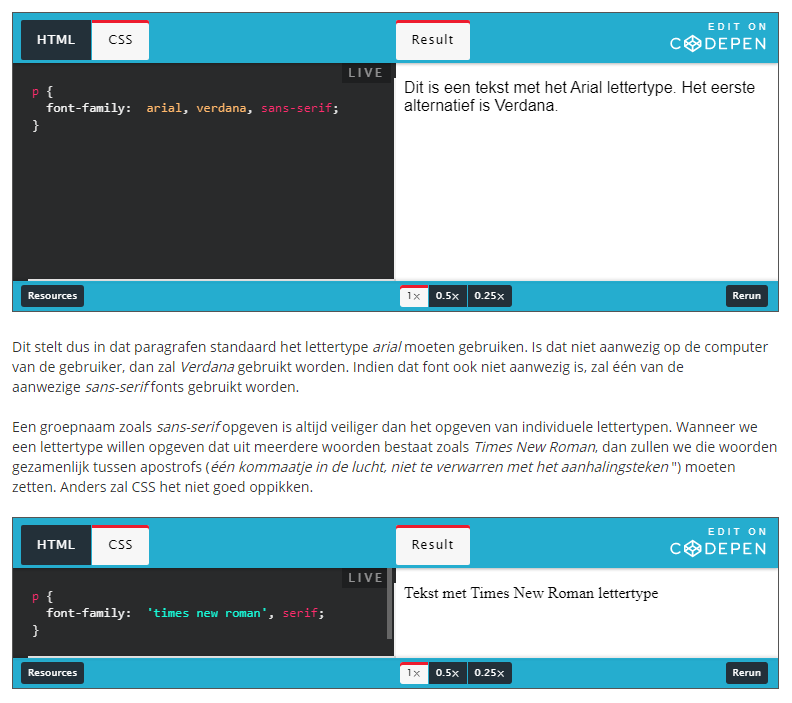 HTML CSS Result EDIT ON
CODEPEN
LIVE
p {
font-family: arial, verdana, sans-serif;
}
Dit is een tekst met het Arial lettertype. Het eerste
alternatief is Verdana.
Resources 1× 0.5× 0.25× Rerun
Dit stelt dus in dat paragrafen standaard het lettertype arial moeten gebruiken. Is dat niet aanwezig op de computer
van de gebruiker, dan zal Verdana gebruikt worden. Indien dat font ook niet aanwezig is, zal één van de
aanwezige sans-serif fonts gebruikt worden.
Een groepnaam zoals sans-serif opgeven is altijd veiliger dan het opgeven van individuele lettertypen. Wanneer we
een lettertype willen opgeven dat uit meerdere woorden bestaat zoals Times New Roman, dan zullen we die woorden
gezamenlijk tussen apostrofs (één kommaatje in de lucht, niet te verwarren met het aanhalingsteken ") moeten
zetten. Anders zal CSS het niet goed oppikken.
HTML CSS Result EDIT ON
CODEPEN
LIVE
p {
font-family: 'times new roman', serif;
}
Tekst met Times New Roman lettertype
Resources 1× 0.5× 0.25× Rerun